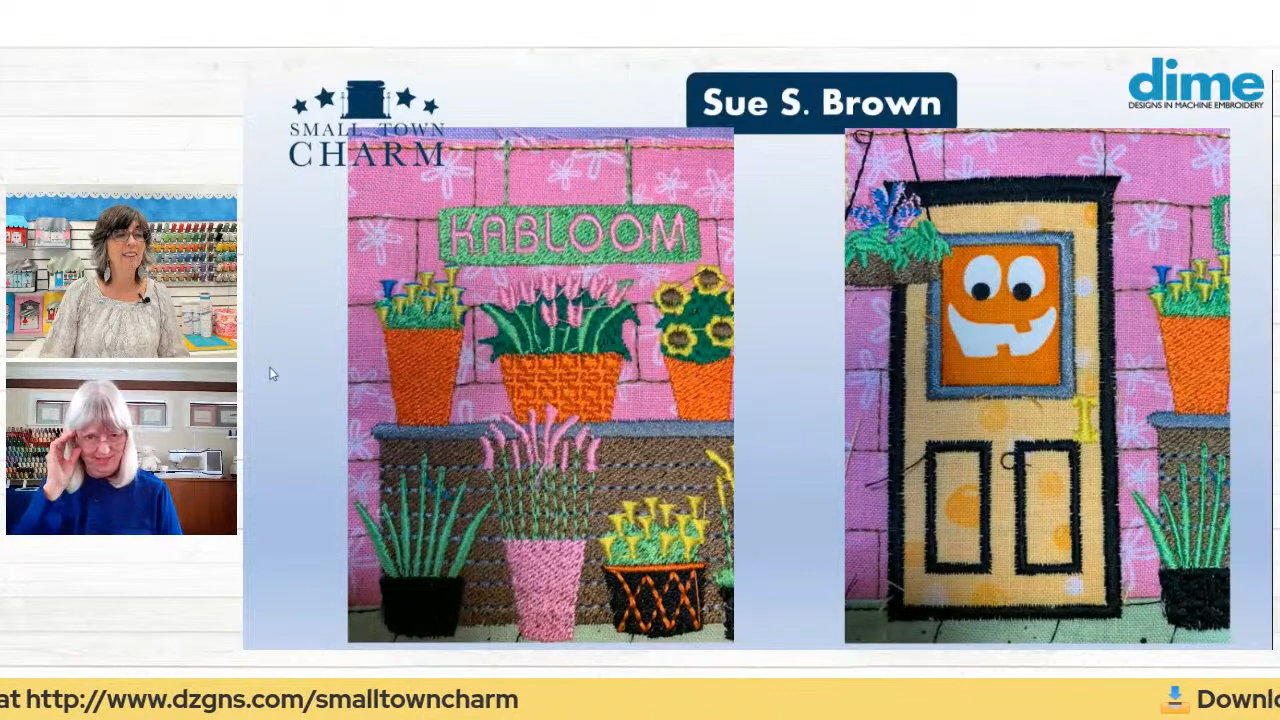 SMALL TOWN
CHARM
Sue S. Brown
dime
DESIGNS IN MACHINE EMBROIDERY
KABLOOM
at http://www.dzgns.com/smalltowncharm
Downlo